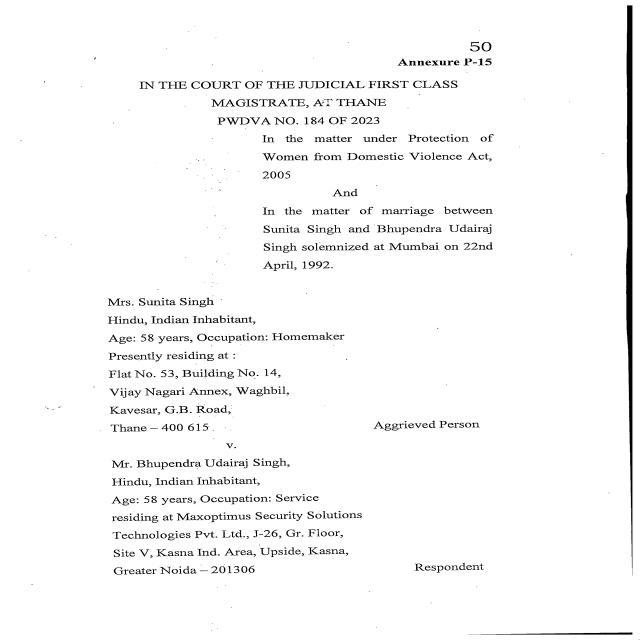 50
Annexure P-15
IN THE COURT OF THE JUDICIAL FIRST CLASS
MAGISTRATE, AT THANE
PWDVA NO. 184 OF 2023
In the matter under Protection of
Women from Domestic Violence Act,
2005
And
In the matter of marriage between
Sunita Singh and Bhupendra Udairaj
Singh solemnized at Mumbai on 22nd
April, 1992.
Mrs. Sunita Singh
Hindu, Indian Inhabitant,
Age: 58 years, Occupation: Homemaker
Presently residing at :
Flat No. 53, Building No. 14,
Vijay Nagari Annex, Waghbil,
Kavesar, G.B. Road,
Thane – 400 615 Aggrieved Person
v.
Mr. Bhupendra Udairaj Singh,
Hindu, Indian Inhabitant,
Age: 58 years, Occupation: Service
residing at Maxoptimus Security Solutions
Technologies Pvt. Ltd., J-26, Gr. Floor,
Site V, Kasna Ind. Area, Upside, Kasna,
Greater Noida – 201306 Respondent